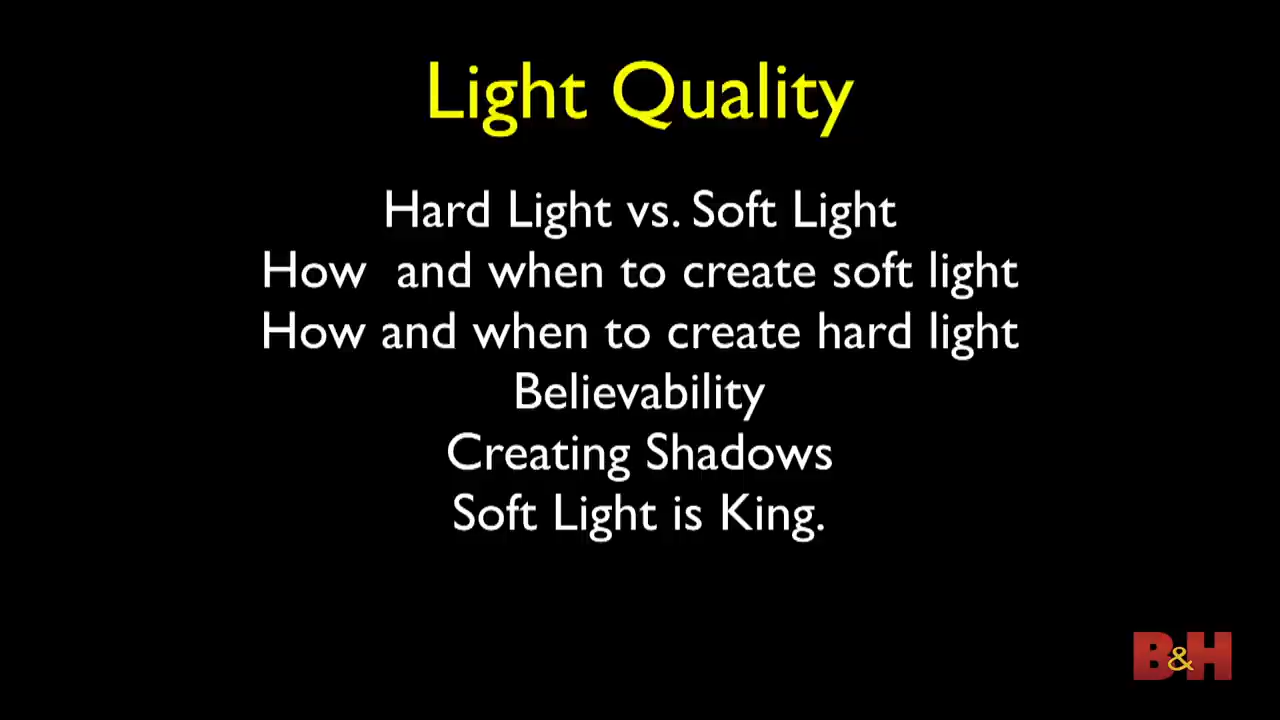 Light Quality
Hard Light vs. Soft Light
How  and when to create soft light
How and when to create hard light
Believability
Creating Shadows
Soft Light is King.
B&H